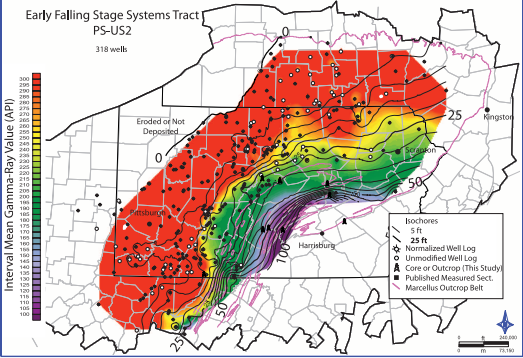 Early Falling Stage Systems Tract
PS-US2
318 wells
Interval Mean Gamma-Ray Value (API)
305
300
295
290
285
280
275
270
265
260
255
250
245
240
235
230
225
220
215
210
205
200
195
190
185
180
175
170
165
160
155
150
145
140
135
130
125
120
115
110
105
100
0
Eroded or Not
Deposited
0
25
Kingston
Scranton
50
Pittsburgh
Harrisburg
100
50
25
Isochores
5 ft
25 ft
Normalized Well Log
Unmodified Well Log
Core or Outcrop (This Study)
Published Measured Sect.
Marcellus Outcrop Belt
0 ft 240,000
0 m 73,160